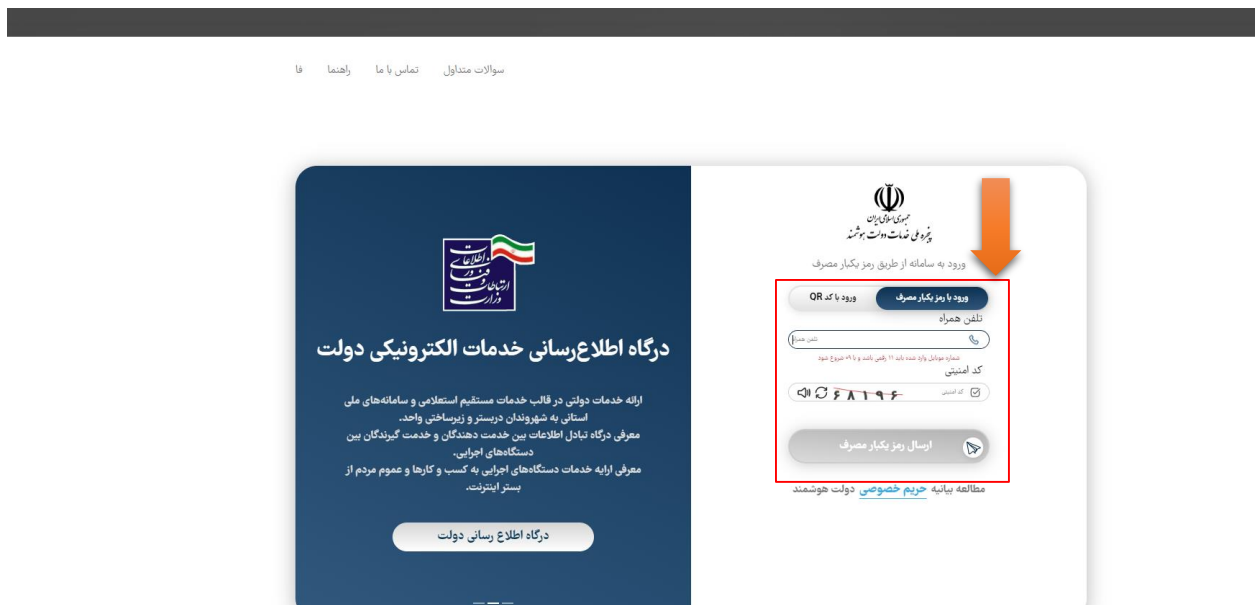 سوالات متداول تماس با ما راهنما فا
جمهوری اسلامی ایران
پنجره ملی خدمات دولت هوشمند
ورود به سامانه از طریق رمز یکبار مصرف
ورود با رمز یکبار مصرف ورود با کد QR
تلفن همراه
تلفن همراه
شماره موبایل وارد شده باید ۱۱ رقمی باشد و با ۰۹ شروع شود
کد امنیتی
کد امنیتی ۶۸۱۹۶
ارسال رمز یکبار مصرف
مطالعه بیانیه حریم خصوصی دولت هوشمند
وزارت
ارتباطات
و
فن‌آوری
اطلاعات
درگاه اطلاع‌رسانی خدمات الکترونیکی دولت
ارائه خدمات دولتی در قالب خدمات مستقیم استعلامی و سامانه‌های ملی
استانی به شهروندان دربستر و زیرساختی واحد.
معرفی درگاه تبادل اطلاعات بین خدمت دهندگان و خدمت گیرندگان بین
دستگاه‌های اجرایی.
معرفی ارایه خدمات دستگاه‌های اجرایی به کسب و کارها و عموم مردم از
بستر اینترنت.
درگاه اطلاع رسانی دولت